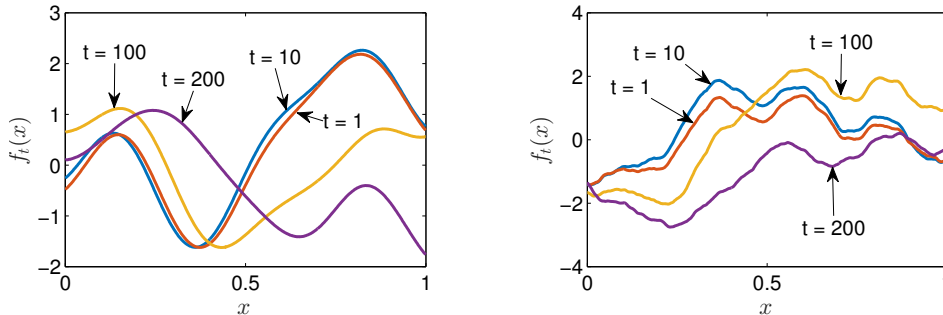 3
2
1
0
−1
−2
0
0.5
1
x
f_t(x)
t = 100
t = 200
t = 10
t = 1
4
2
0
−2
−4
0
0.5
x
f_t(x)
t = 10
t = 1
t = 100
t = 200